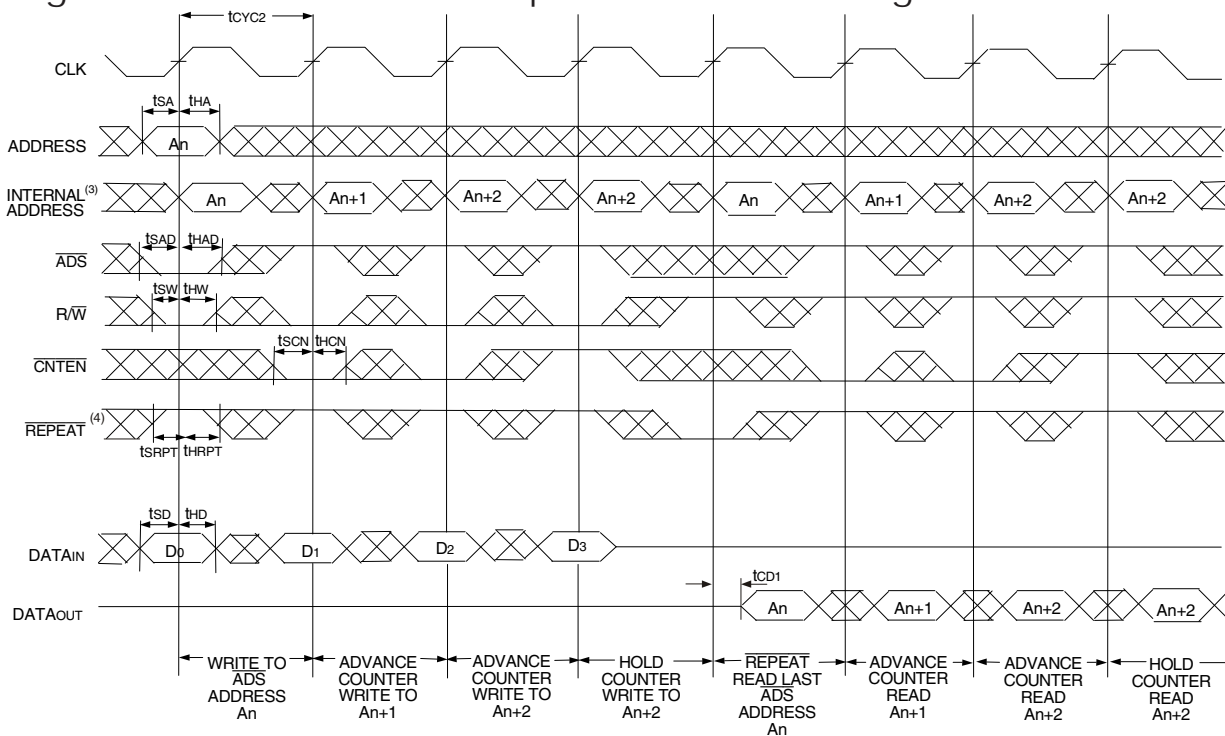 tCYC2
CLK
tSA tHA
ADDRESS An
INTERNAL (3) ADDRESS An An+1 An+2 An+2 An An+1 An+2 An+2
tSAD tHAD
ADS
tSW tHW
R/W
tSCN tHCN
CNTEN
REPEAT (4)
tSRPT tHRPT
tSD tHD
DATAIN D0 D1 D2 D3
tCD1
DATAOUT An An+1 An+2 An+2
WRITE TO
ADS
ADDRESS
An
ADVANCE
COUNTER
WRITE TO
An+1
ADVANCE
COUNTER
WRITE TO
An+2
HOLD
COUNTER
WRITE TO
An+2
REPEAT
READ LAST
ADS
ADDRESS
An
ADVANCE
COUNTER
READ
An+1
ADVANCE
COUNTER
READ
An+2
HOLD
COUNTER
READ
An+2